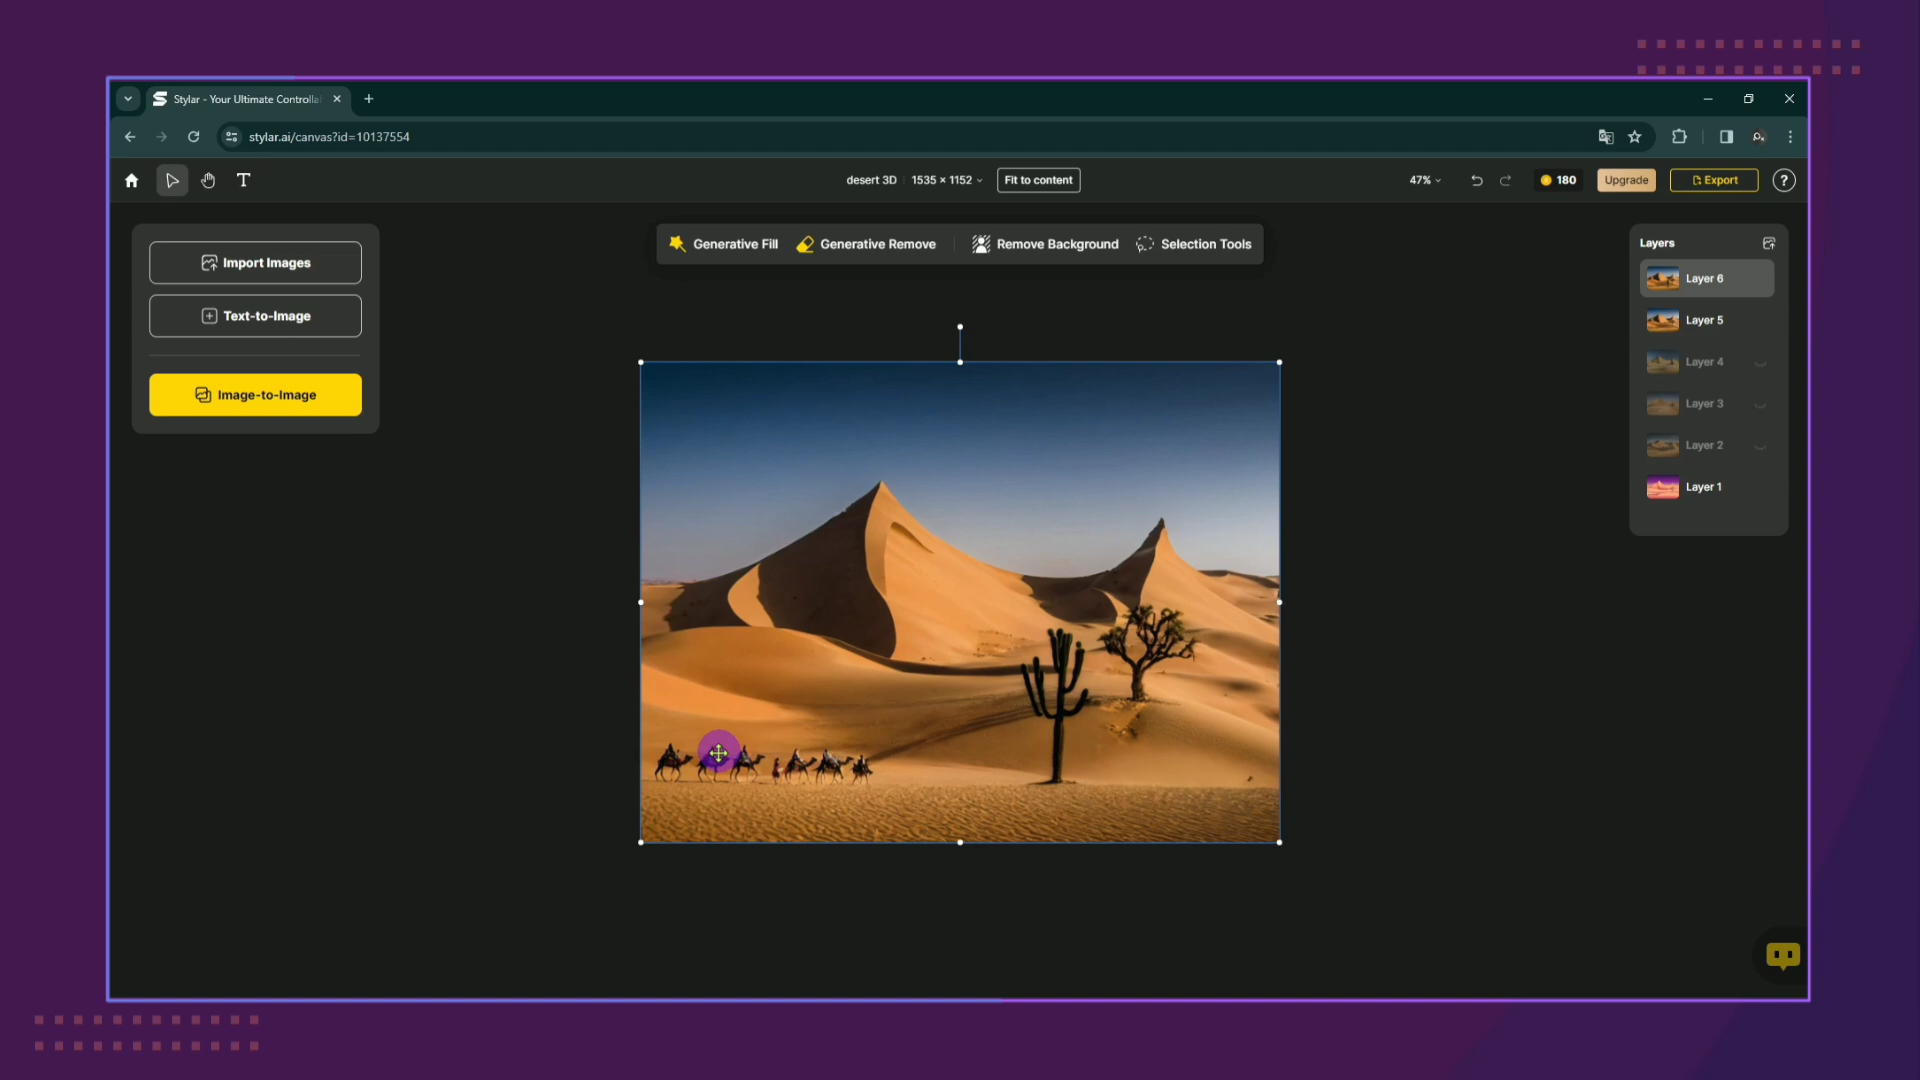 Stylar - Your Ultimate Controlla
stylar.ai/canvas?id=10137554
T
desert 3D 1535 × 1152 Fit to content
47% 180 Upgrade Export ?
Import Images
Text-to-Image
Image-to-Image
Generative Fill Generative Remove Remove Background Selection Tools
Layers
Layer 6
Layer 5
Layer 4
Layer 3
Layer 2
Layer 1